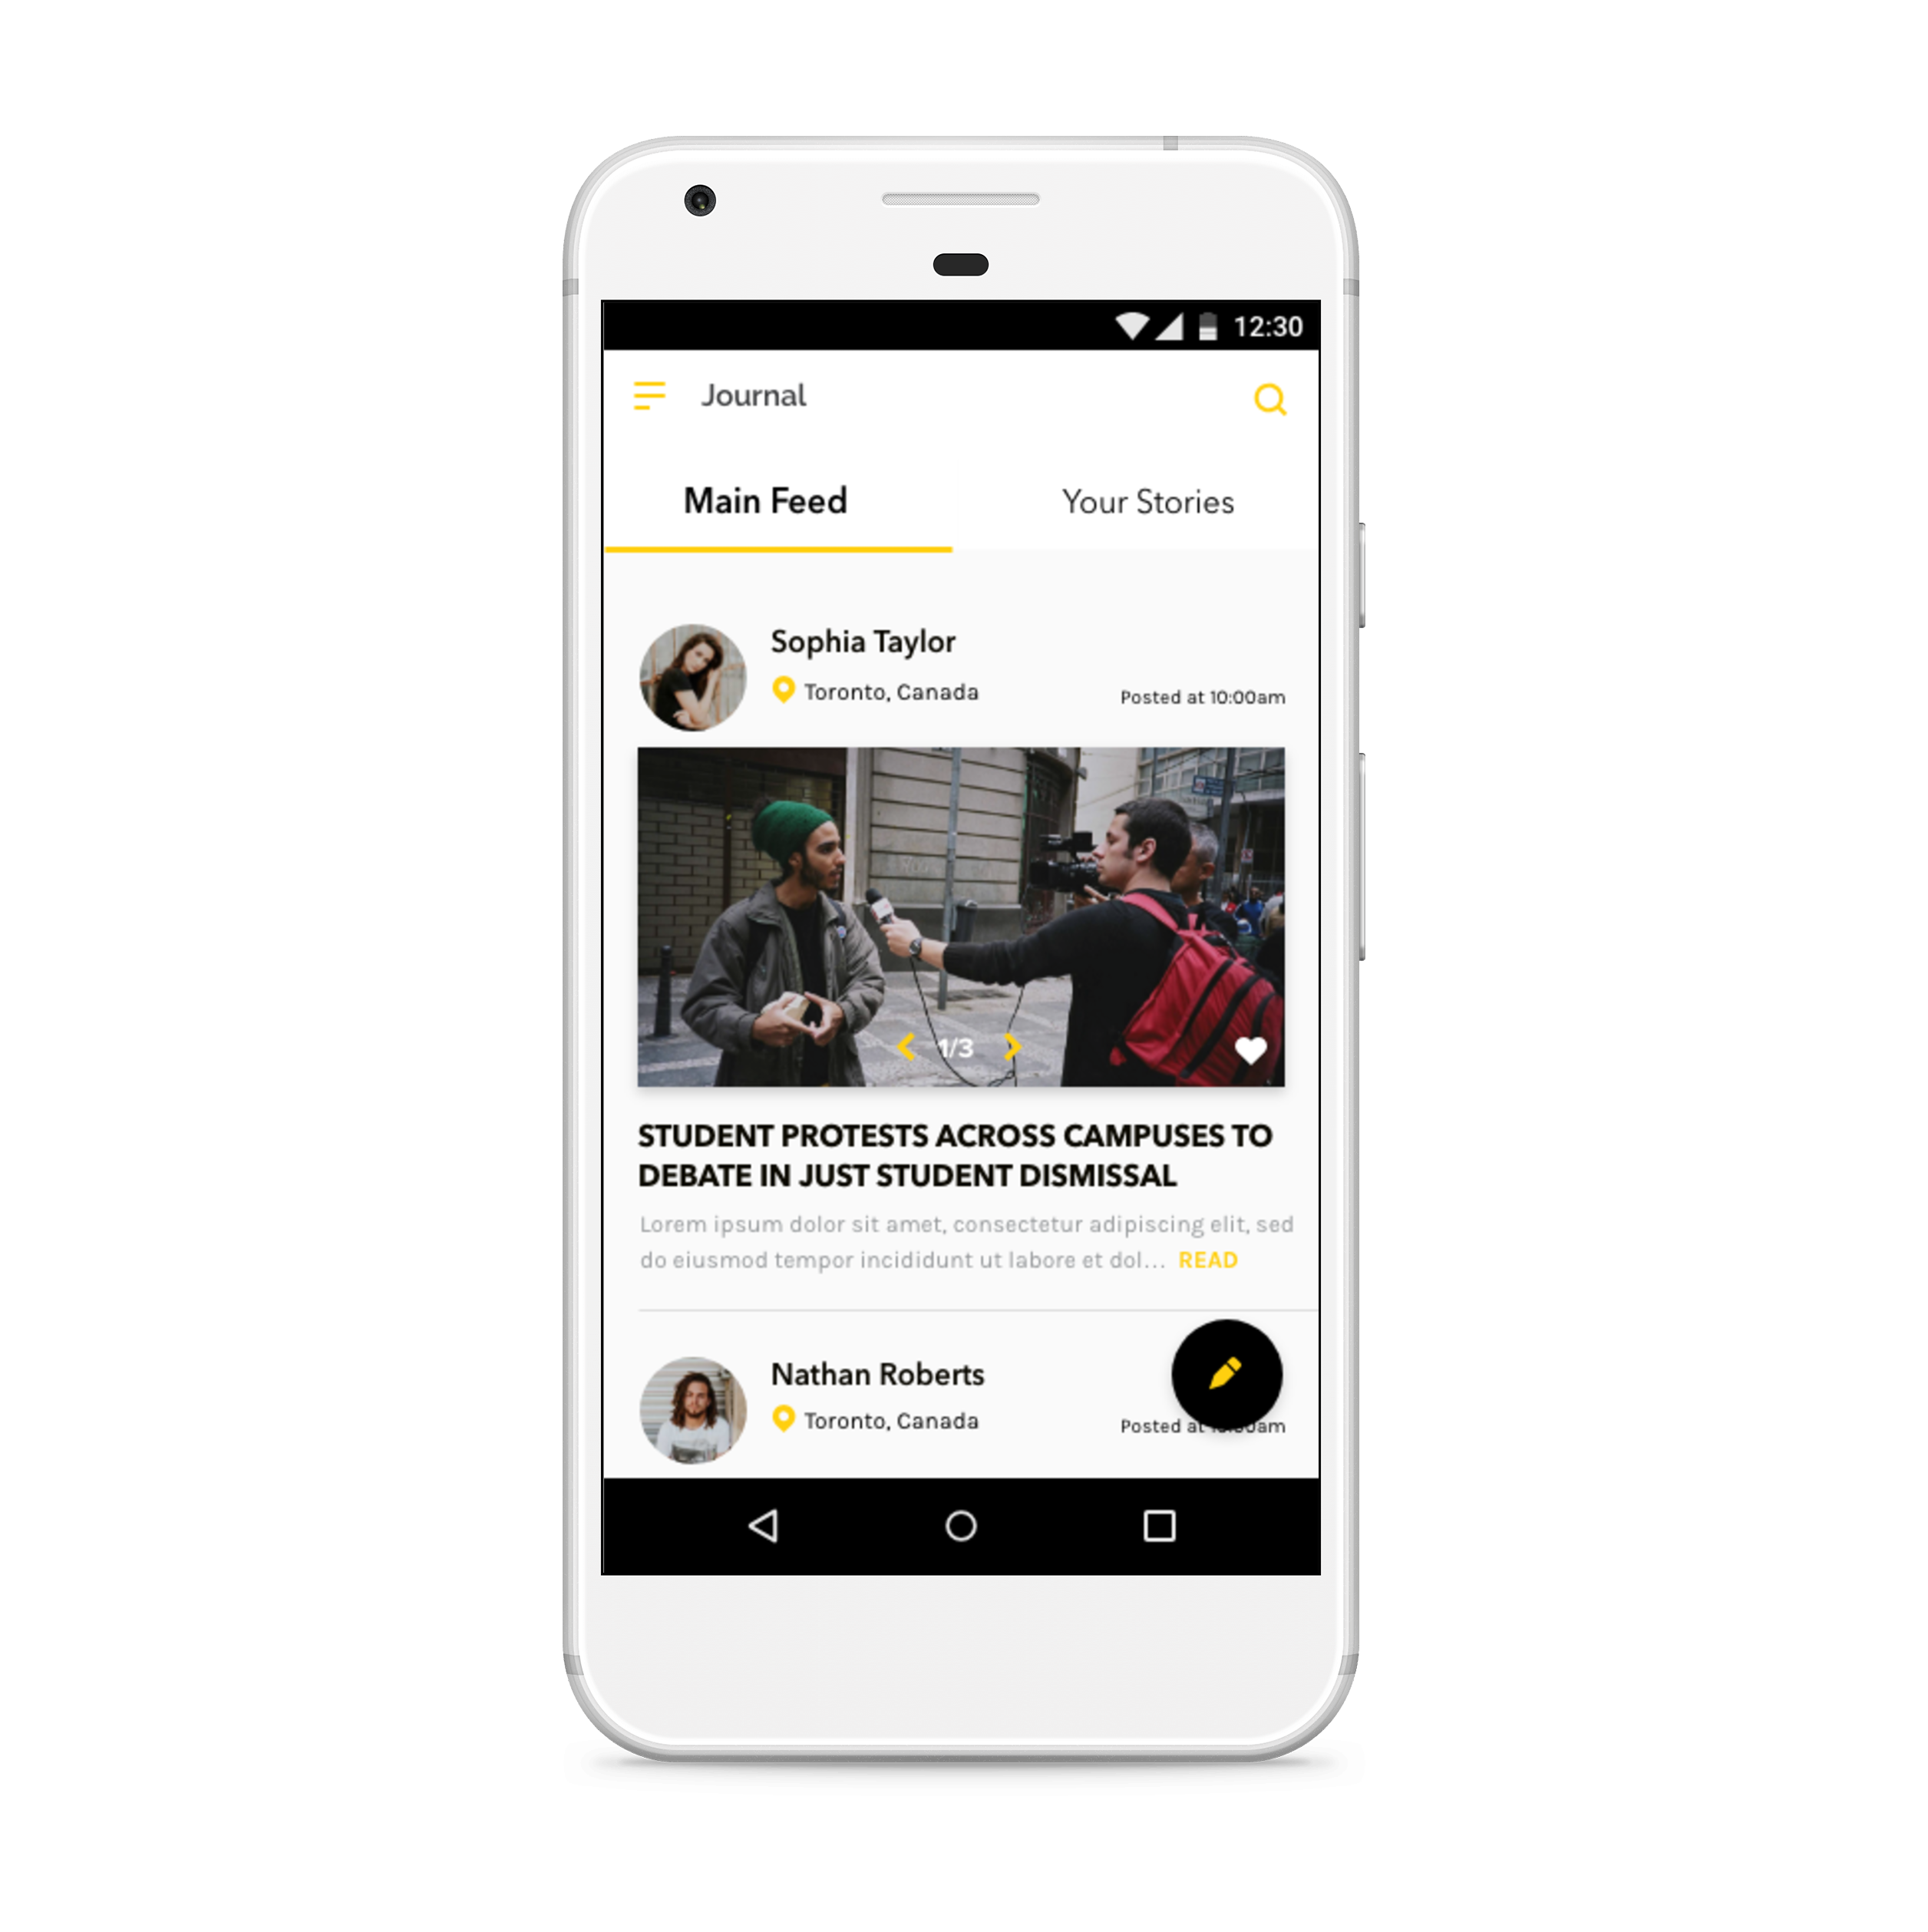 12:30
Journal
Main Feed
Your Stories
Sophia Taylor
Toronto, Canada
Posted at 10:00am
1/3
STUDENT PROTESTS ACROSS CAMPUSES TO
DEBATE IN JUST STUDENT DISMISSAL
Lorem ipsum dolor sit amet, consectetur adipiscing elit, sed
do eiusmod tempor incididunt ut labore et dol... READ
Nathan Roberts
Toronto, Canada
Posted at